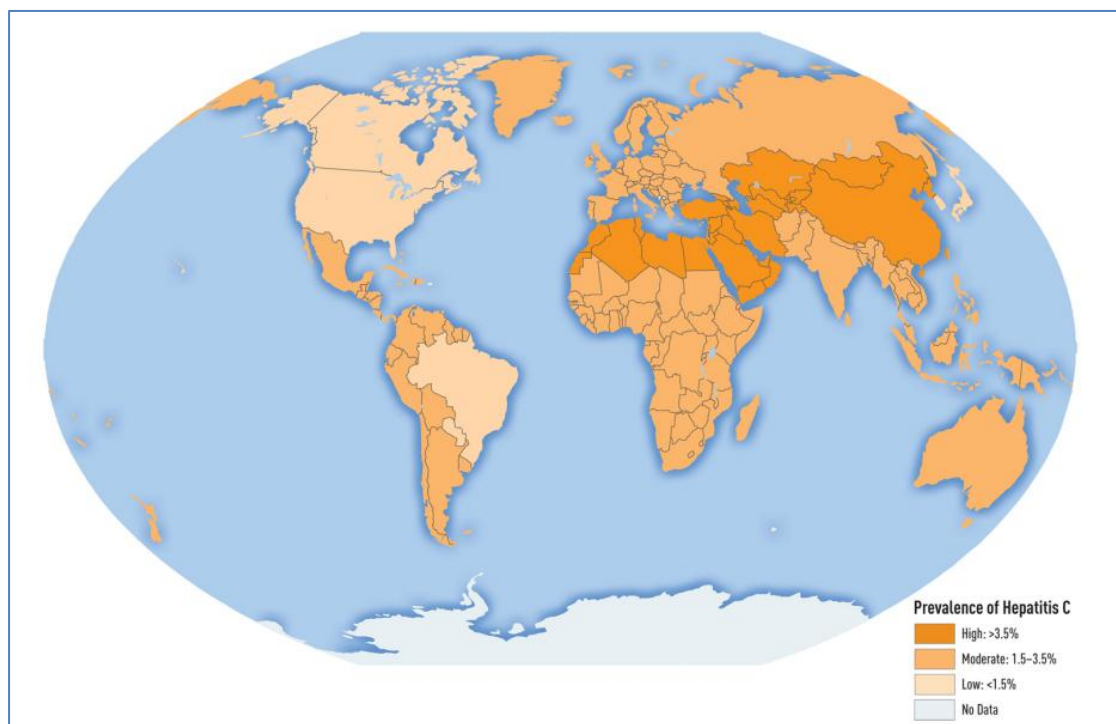 Prevalence of Hepatitis C
High: >3.5%
Moderate: 1.5–3.5%
Low: <1.5%
No Data